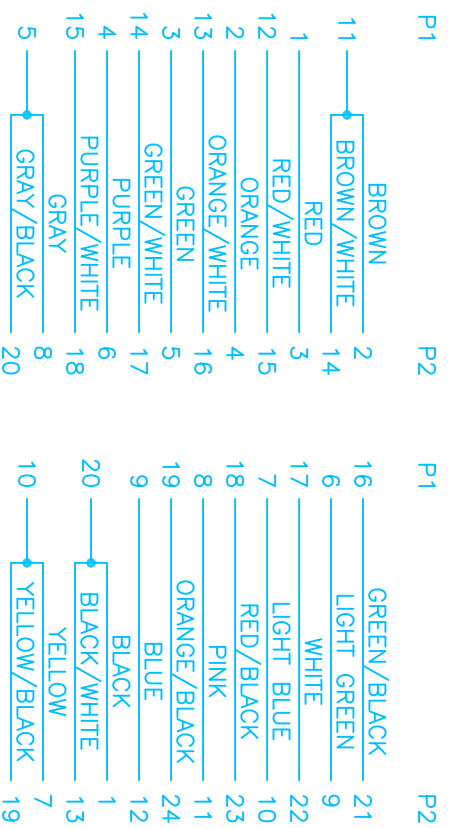 P1 P2
BROWN 2
11 BROWN/WHITE 14
1 RED 3
12 RED/WHITE 15
2 ORANGE 4
13 ORANGE/WHITE 16
3 GREEN 5
14 GREEN/WHITE 17
4 PURPLE 6
15 PURPLE/WHITE 18
GRAY 8
5 GRAY/BLACK 20
P1 P2
16 GREEN/BLACK 21
6 LIGHT GREEN 9
17 WHITE 22
7 LIGHT BLUE 10
18 RED/BLACK 23
8 PINK 11
19 ORANGE/BLACK 24
9 BLUE 12
BLACK 1
20 BLACK/WHITE 13
YELLOW 7
10 YELLOW/BLACK 19